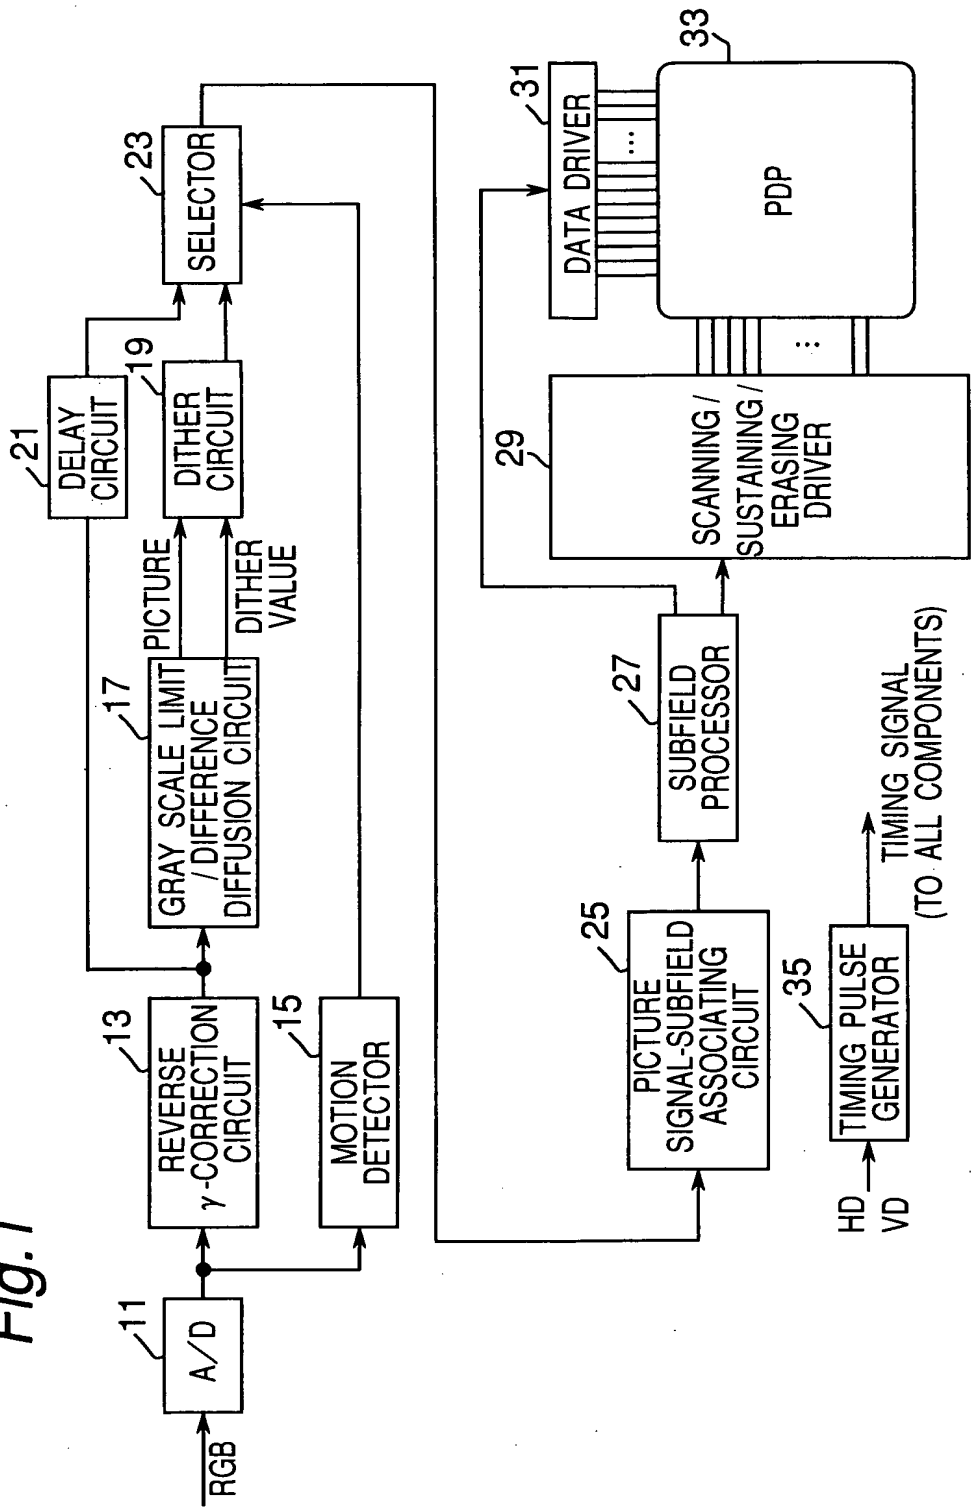 Fig.1
RGB
11
A/D
13
REVERSE
γ-CORRECTION
CIRCUIT
15
MOTION
DETECTOR
17
GRAY SCALE LIMIT
/ DIFFERENCE
DIFFUSION CIRCUIT
PICTURE
DITHER
VALUE
21
DELAY
CIRCUIT
19
DITHER
CIRCUIT
23
SELECTOR
25
PICTURE
SIGNAL-SUBFIELD
ASSOCIATING
CIRCUIT
27
SUBFIELD
PROCESSOR
29
SCANNING /
SUSTAINING /
ERASING
DRIVER
31
DATA DRIVER
...
33
PDP
...
HD
VD
35
TIMING PULSE
GENERATOR
TIMING SIGNAL
(TO ALL COMPONENTS)